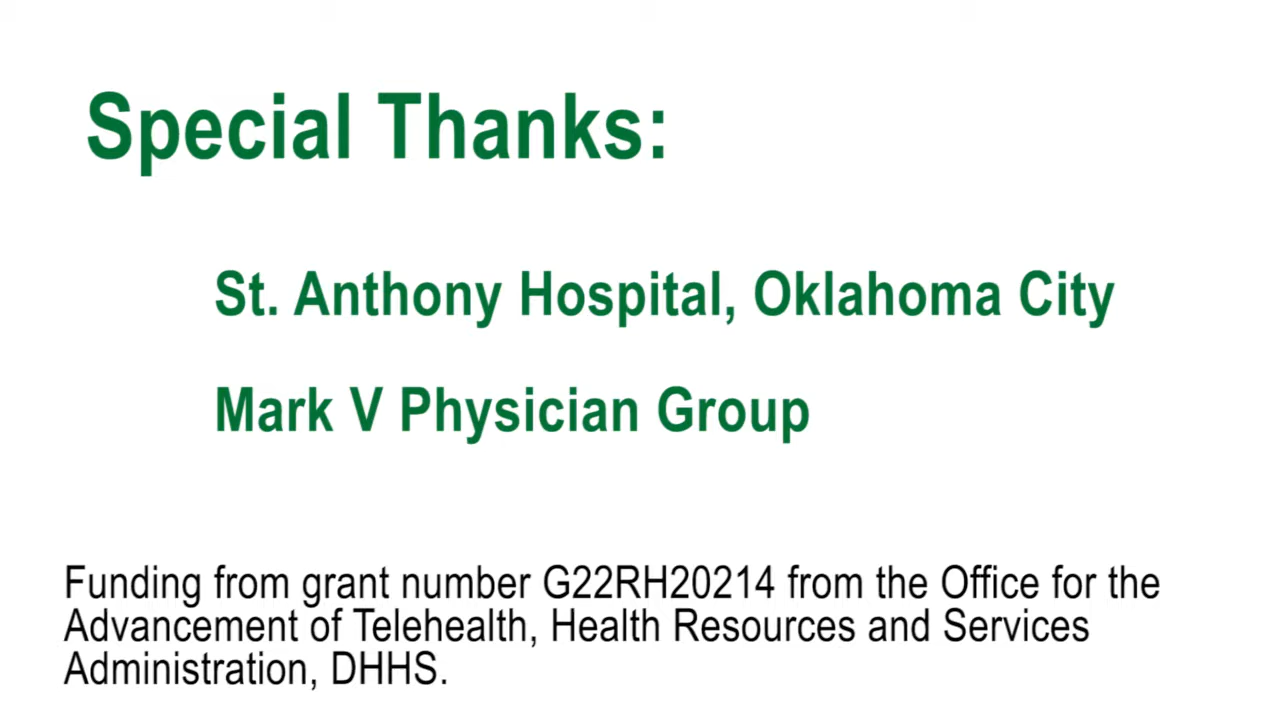 Special Thanks:
St. Anthony Hospital, Oklahoma City
Mark V Physician Group
Funding from grant number G22RH20214 from the Office for the
Advancement of Telehealth, Health Resources and Services
Administration, DHHS.